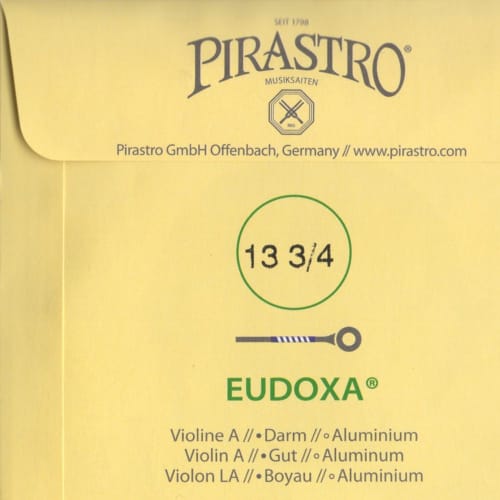 SEIT 1798
PIRASTRO®
MUSIKSAITEN
REG.
Pirastro GmbH Offenbach, Germany // www.pirastro.com
13 3/4
EUDOXA®
Violine A // • Darm // ∘ Aluminium
Violin A // • Gut // ∘ Aluminum
Violon LA // • Boyau // ∘ Aluminium